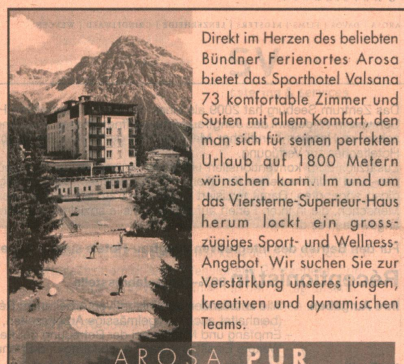 Direkt im Herzen des beliebten
Bündner Ferienortes Arosa
bietet das Sporthotel Valsana
73 komfortable Zimmer und
Suiten mit allem Komfort, den
man sich für seinen perfekten
Urlaub auf 1800 Metern
wünschen kann. Im und um
das Viersterne-Superieur-Haus
herum lockt ein gross-
zügiges Sport- und Wellness-
Angebot. Wir suchen Sie zur
Verstärkung unseres jungen,
kreativen und dynamischen
Teams.
AROSA PUR